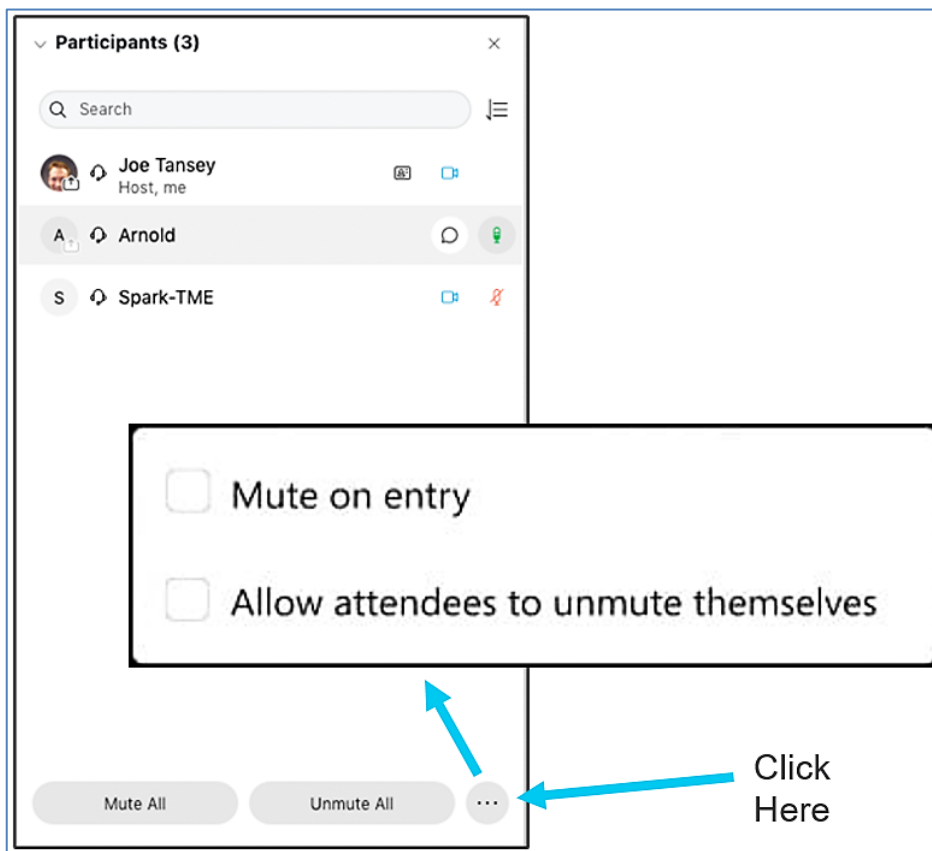 Participants (3)
Search
Joe Tansey
Host, me
A Arnold
S Spark-TME
Mute on entry
Allow attendees to unmute themselves
Mute All Unmute All ...
Click
Here